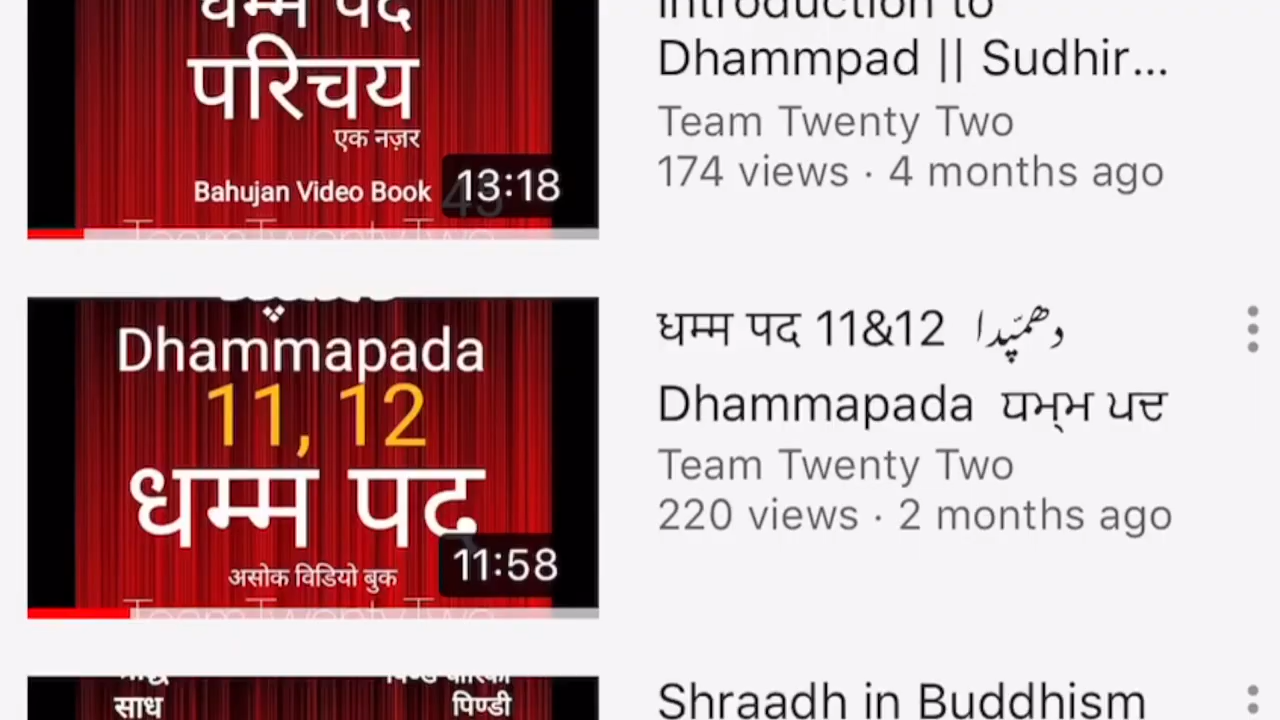 धम्म पद
परिचय
एक नज़र
Bahujan Video Book
13:18
Introduction to
Dhammpad || Sudhir...
Team Twenty Two
174 views · 4 months ago
Dhammapada
11, 12
धम्म पद
असोक विडियो बुक
11:58
धम्म पद 11&12 دھمّپدا
Dhammapada ਧਮ੍ਮ ਪਦ
Team Twenty Two
220 views · 2 months ago
साध
पिण्डी
Shraadh in Buddhism